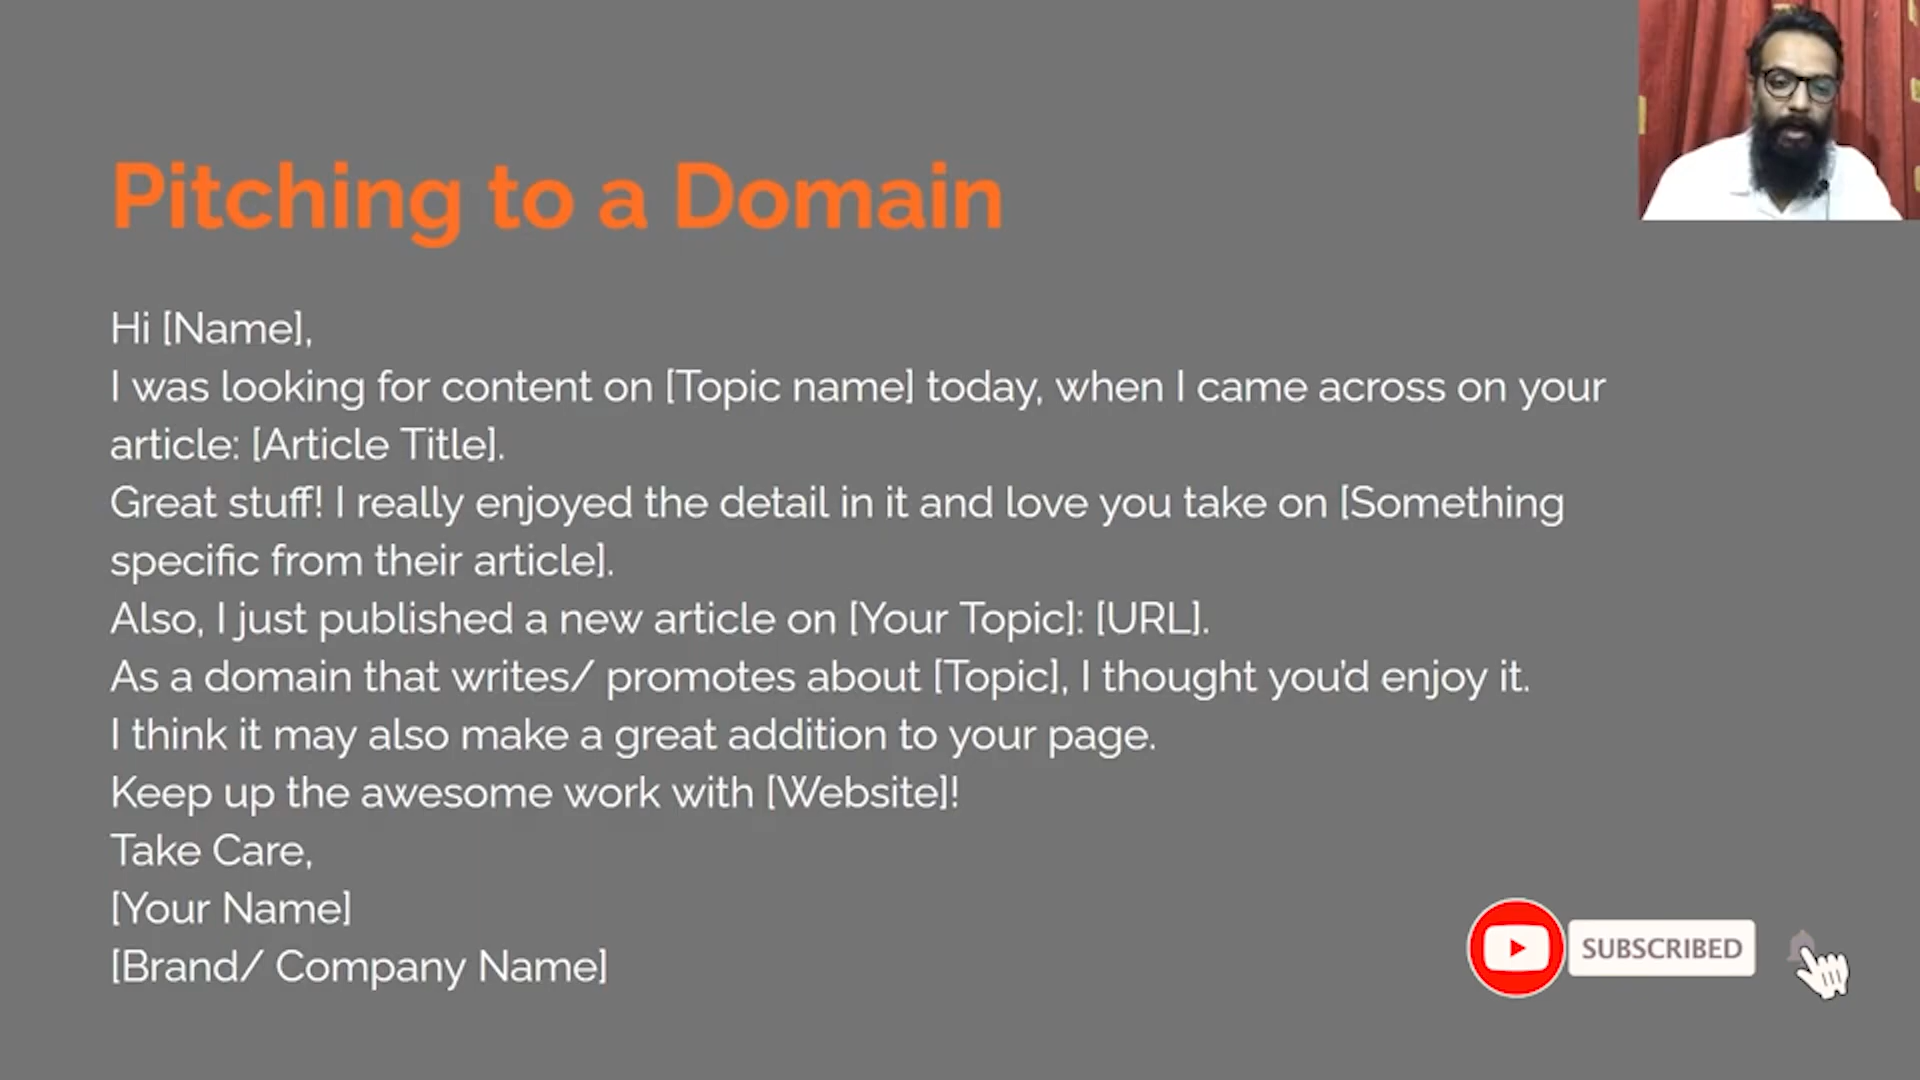 Pitching to a Domain
Hi [Name],
I was looking for content on [Topic name] today, when I came across on your
article: [Article Title].
Great stuff! I really enjoyed the detail in it and love you take on [Something
specific from their article].
Also, I just published a new article on [Your Topic]: [URL].
As a domain that writes/ promotes about [Topic], I thought you'd enjoy it.
I think it may also make a great addition to your page.
Keep up the awesome work with [Website]!
Take Care,
[Your Name]
[Brand/ Company Name]
SUBSCRIBED